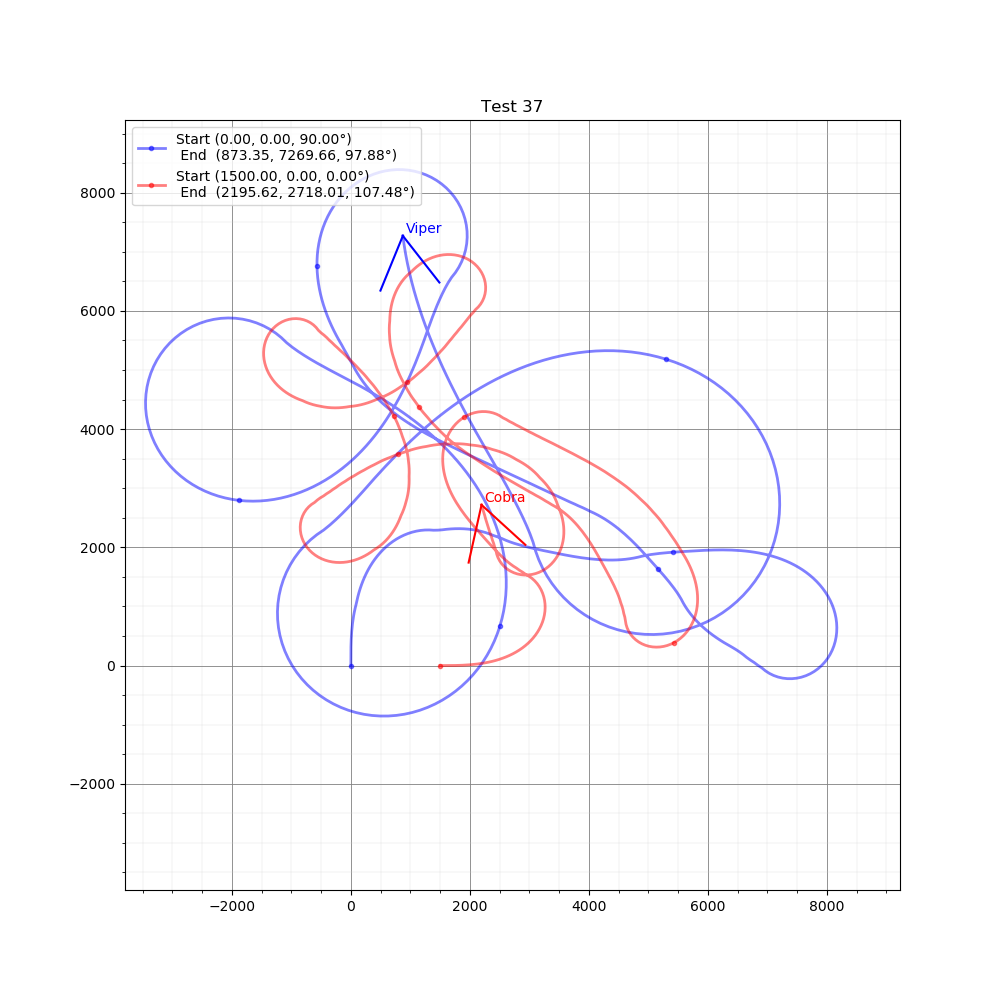 Test 37
Start (0.00, 0.00, 90.00°)
End (873.35, 7269.66, 97.88°)
Start (1500.00, 0.00, 0.00°)
End (2195.62, 2718.01, 107.48°)
8000
Viper
6000
4000
Cobra
2000
0
−2000
−2000 0 2000 4000 6000 8000